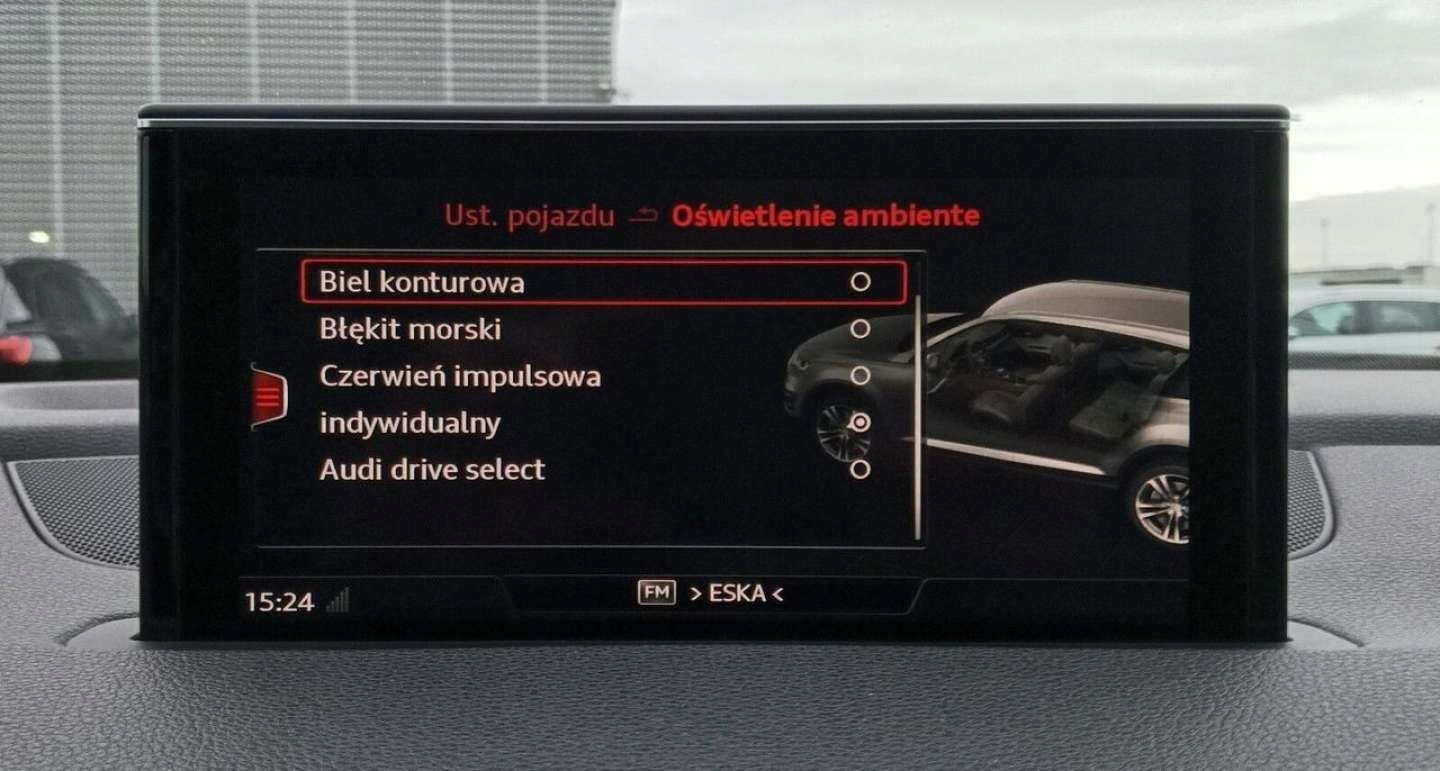 Ust. pojazdu Oświetlenie ambiente
Biel konturowa
Błękit morski
Czerwień impulsowa
indywidualny
Audi drive select
15:24 FM > ESKA <